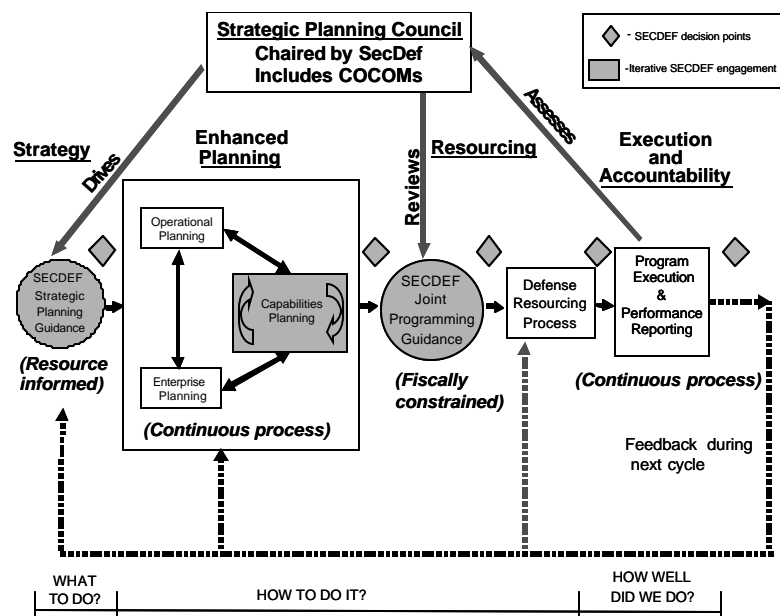 Strategic Planning Council
Chaired by SecDef
Includes COCOMs
- SECDEF decision points
-Iterative SECDEF engagement
Strategy
Drives
Enhanced
Planning
Reviews
Resourcing
Assesses
Execution
and
Accountability
SECDEF
Strategic
Planning
Guidance
(Resource
informed)
Operational
Planning
Capabilities
Planning
Enterprise
Planning
(Continuous process)
SECDEF
Joint
Programming
Guidance
(Fiscally
constrained)
Defense
Resourcing
Process
Program
Execution
&
Performance
Reporting
(Continuous process)
Feedback during
next cycle
WHAT
TO DO?
HOW TO DO IT?
HOW WELL
DID WE DO?